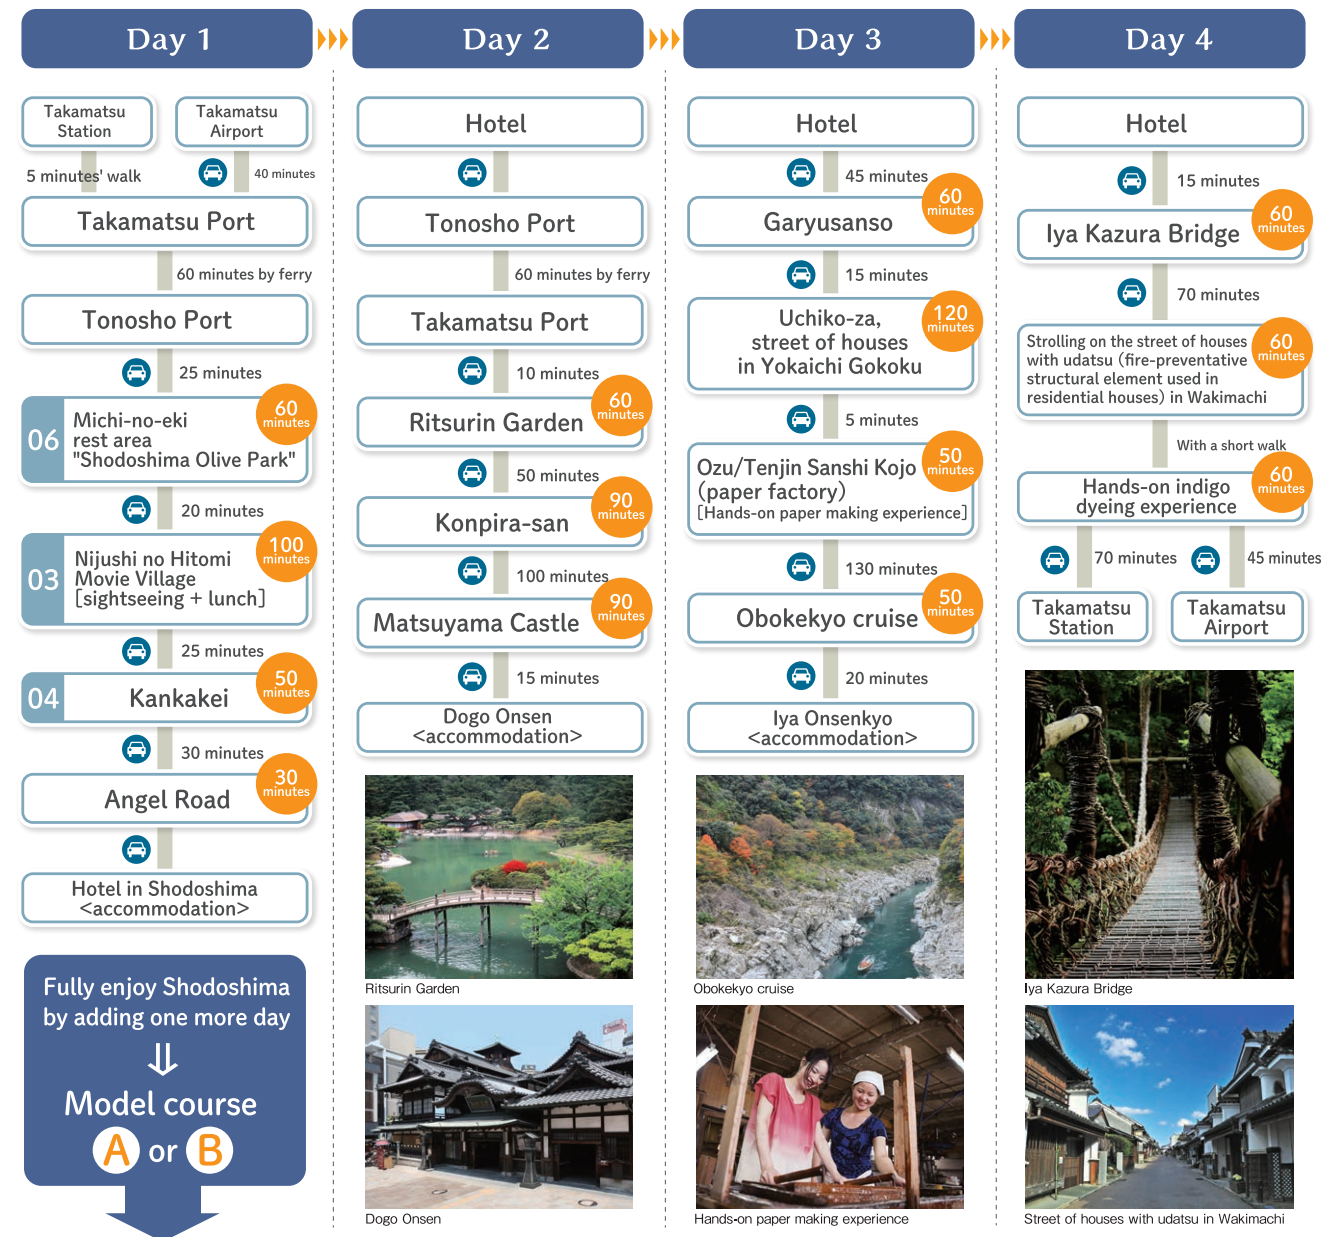 Day 1
Takamatsu
Station
Takamatsu
Airport
5 minutes' walk
40 minutes
Takamatsu Port
60 minutes by ferry
Tonosho Port
25 minutes
06
Michi-no-eki
rest area
"Shodoshima Olive Park"
60
minutes
20 minutes
03
Nijushi no Hitomi
Movie Village
[sightseeing + lunch]
100
minutes
25 minutes
04
Kankakei
50
minutes
30 minutes
Angel Road
30
minutes
Hotel in Shodoshima
<accommodation>
Fully enjoy Shodoshima
by adding one more day
⇓
Model course
A or B
Day 2
Hotel
Tonosho Port
60 minutes by ferry
Takamatsu Port
10 minutes
Ritsurin Garden
60
minutes
50 minutes
Konpira-san
90
minutes
100 minutes
Matsuyama Castle
90
minutes
15 minutes
Dogo Onsen
<accommodation>
Ritsurin Garden
Dogo Onsen
Day 3
Hotel
45 minutes
Garyusanso
60
minutes
15 minutes
Uchiko-za,
street of houses
in Yokaichi Gokoku
120
minutes
5 minutes
Ozu/Tenjin Sanshi Kojo
(paper factory)
[Hands-on paper making experience]
50
minutes
130 minutes
Obokekyo cruise
50
minutes
20 minutes
Iya Onsenkyo
<accommodation>
Obokekyo cruise
Hands-on paper making experience
Day 4
Hotel
15 minutes
Iya Kazura Bridge
60
minutes
70 minutes
Strolling on the street of houses
with udatsu (fire-preventative
structural element used in
residential houses) in Wakimachi
60
minutes
With a short walk
Hands-on indigo
dyeing experience
60
minutes
70 minutes
45 minutes
Takamatsu
Station
Takamatsu
Airport
Iya Kazura Bridge
Street of houses with udatsu in Wakimachi